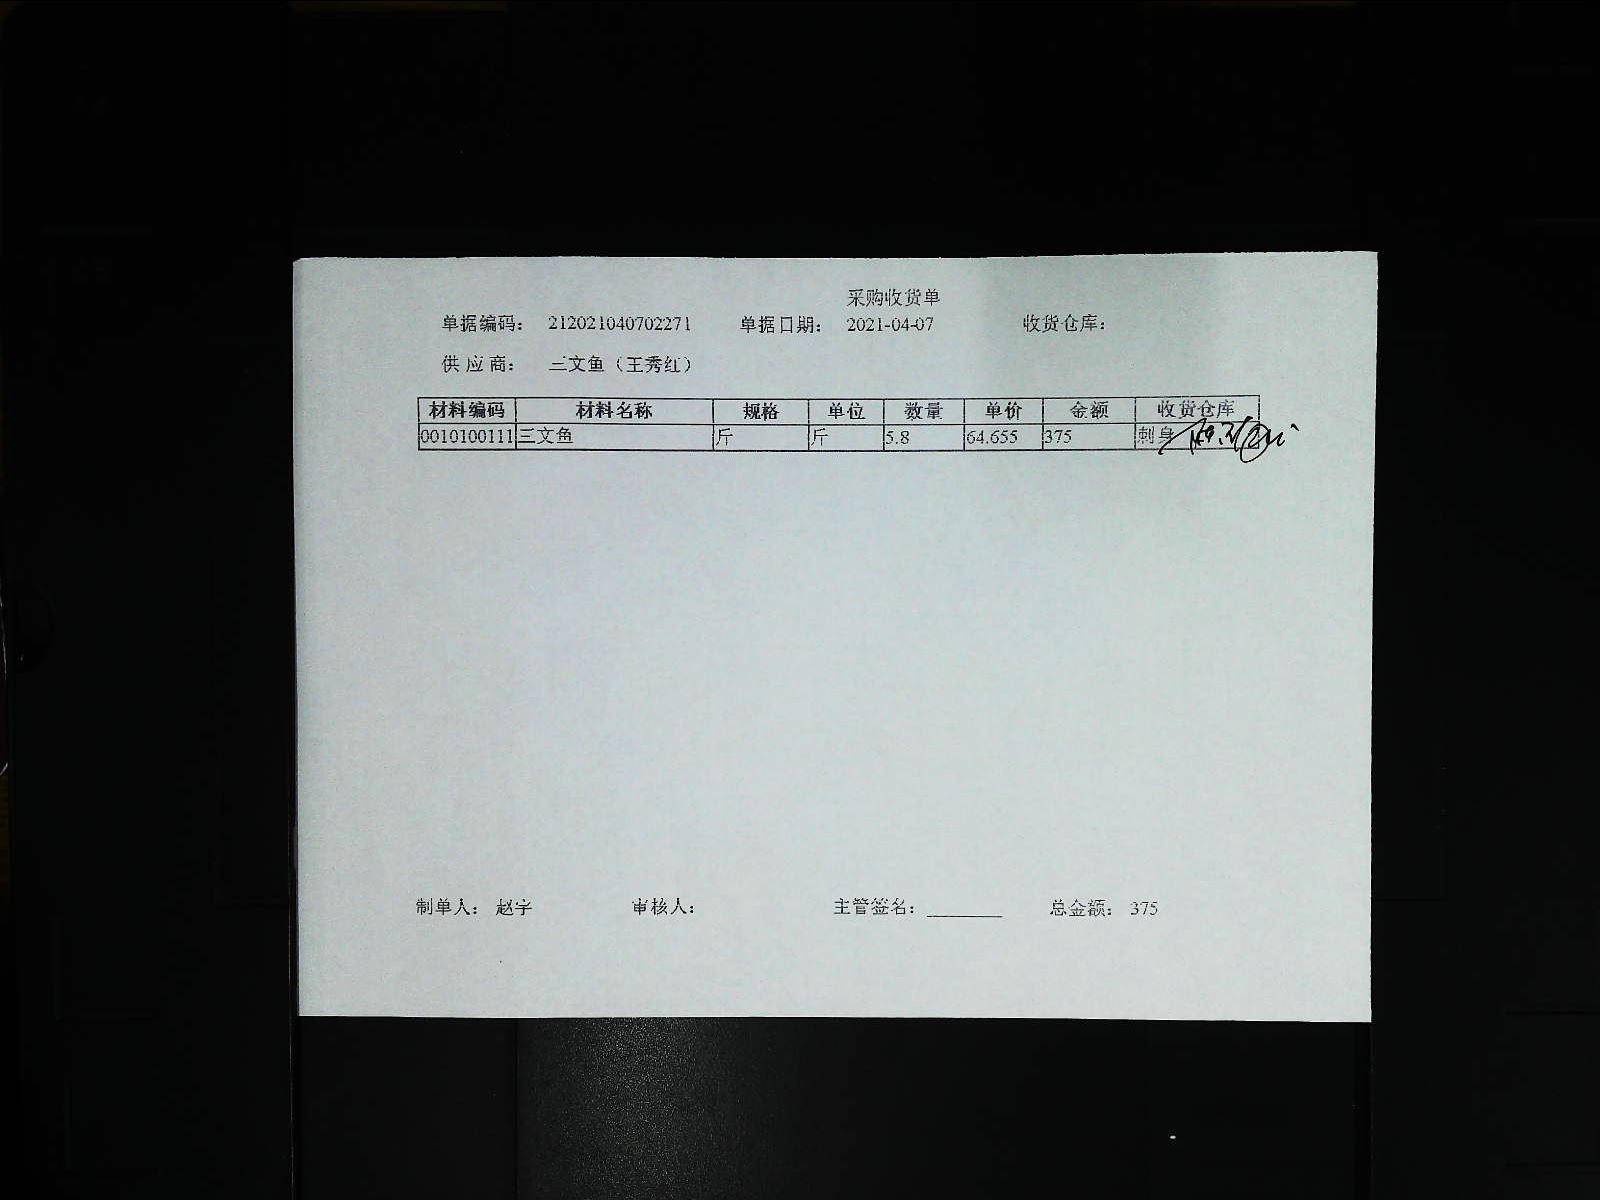 采购收货单
单据编码： 212021040702271 单据日期： 2021-04-07 收货仓库：
供 应 商： 三文鱼（王秀红）
材料编码 材料名称 规格 单位 数量 单价 金额 收货仓库
0010100111 三文鱼 斤 斤 5.8 64.655 375 刺身
制单人： 赵宇 审核人： 主管签名：________ 总金额： 375